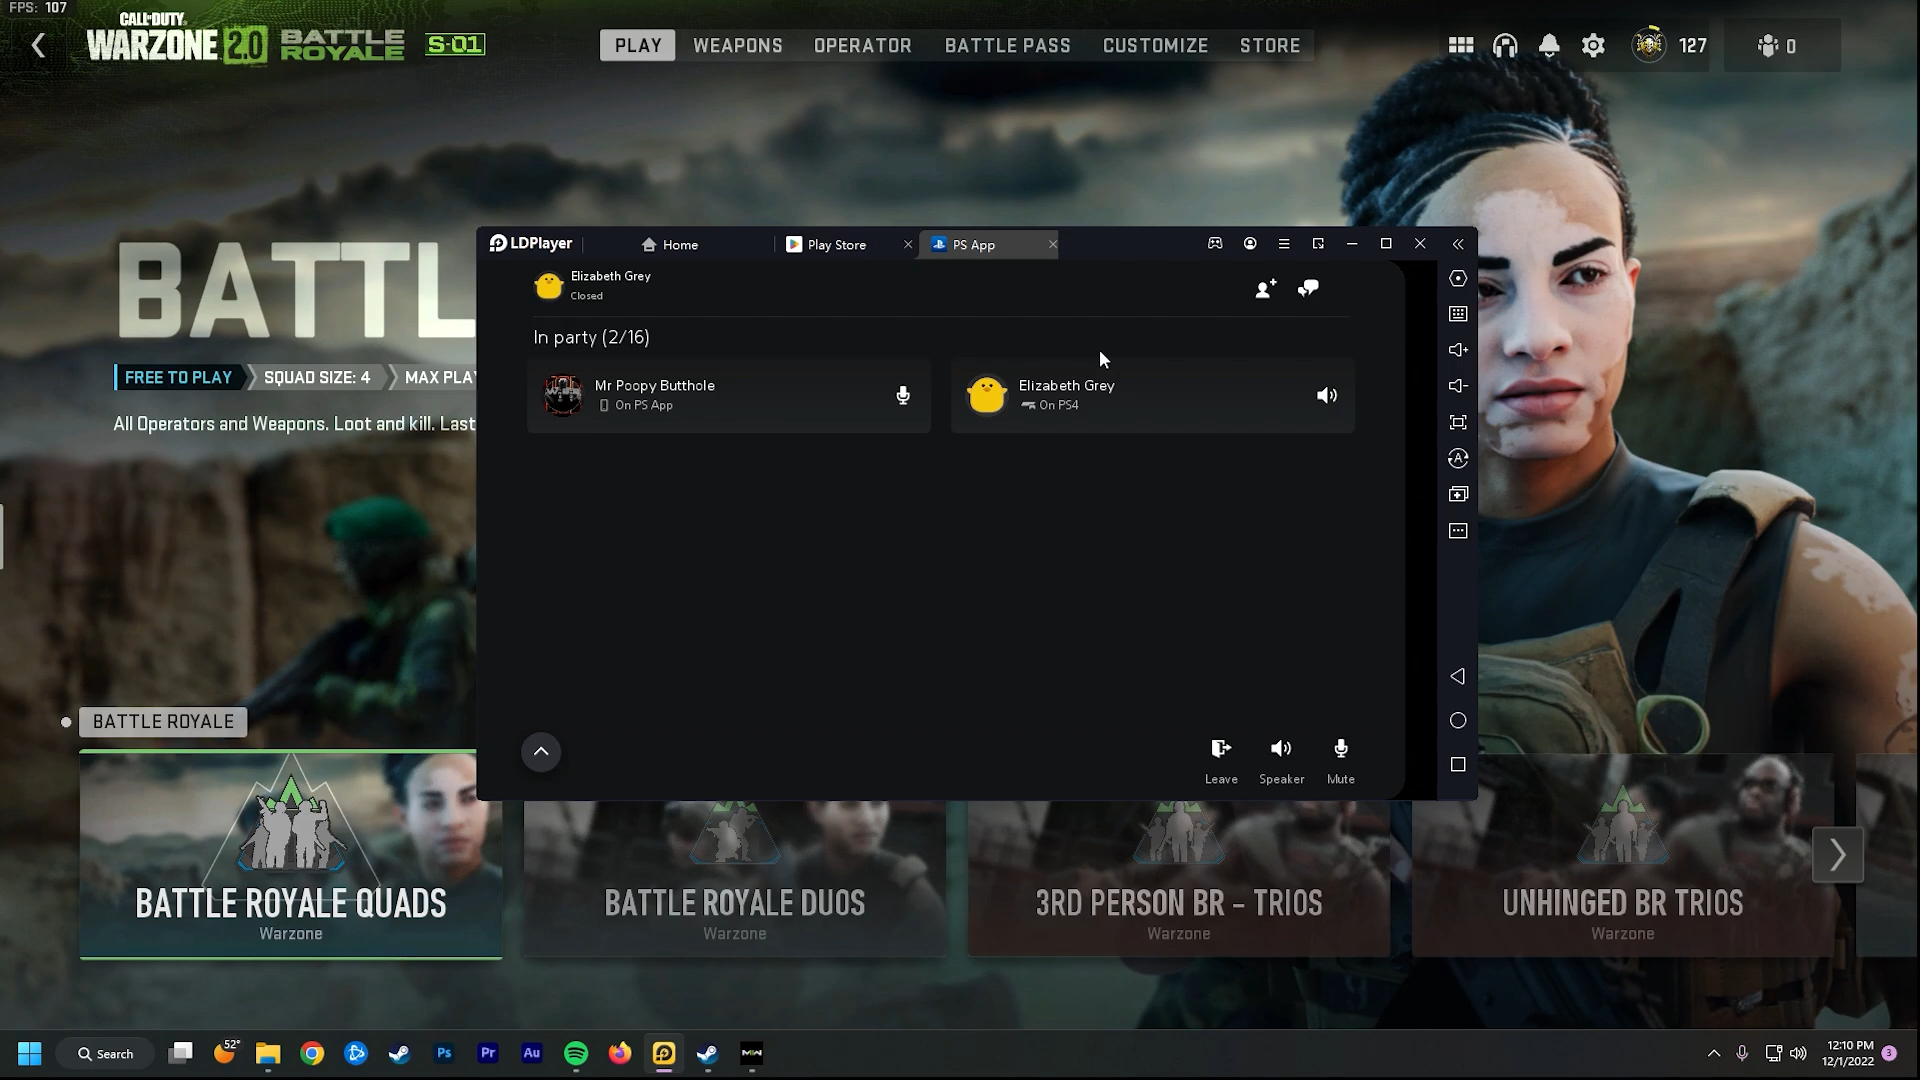 FPS: 107
CALL OF DUTY
WARZONE 2.0 BATTLE ROYALE S-01
PLAY WEAPONS OPERATOR BATTLE PASS CUSTOMIZE STORE
127
0
BATTL
FREE TO PLAY SQUAD SIZE: 4 MAX PLA
All Operators and Weapons. Loot and kill. Last
LDPlayer Home Play Store PS App
Elizabeth Grey
Closed
In party (2/16)
Mr Poopy Butthole
On PS App
Elizabeth Grey
On PS4
Leave Speaker Mute
BATTLE ROYALE
BATTLE ROYALE QUADS
Warzone
BATTLE ROYALE DUOS
Warzone
3RD PERSON BR - TRIOS
Warzone
UNHINGED BR TRIOS
Warzone
Search
52°
Ps Pr Au
12:10 PM
12/1/2022
3